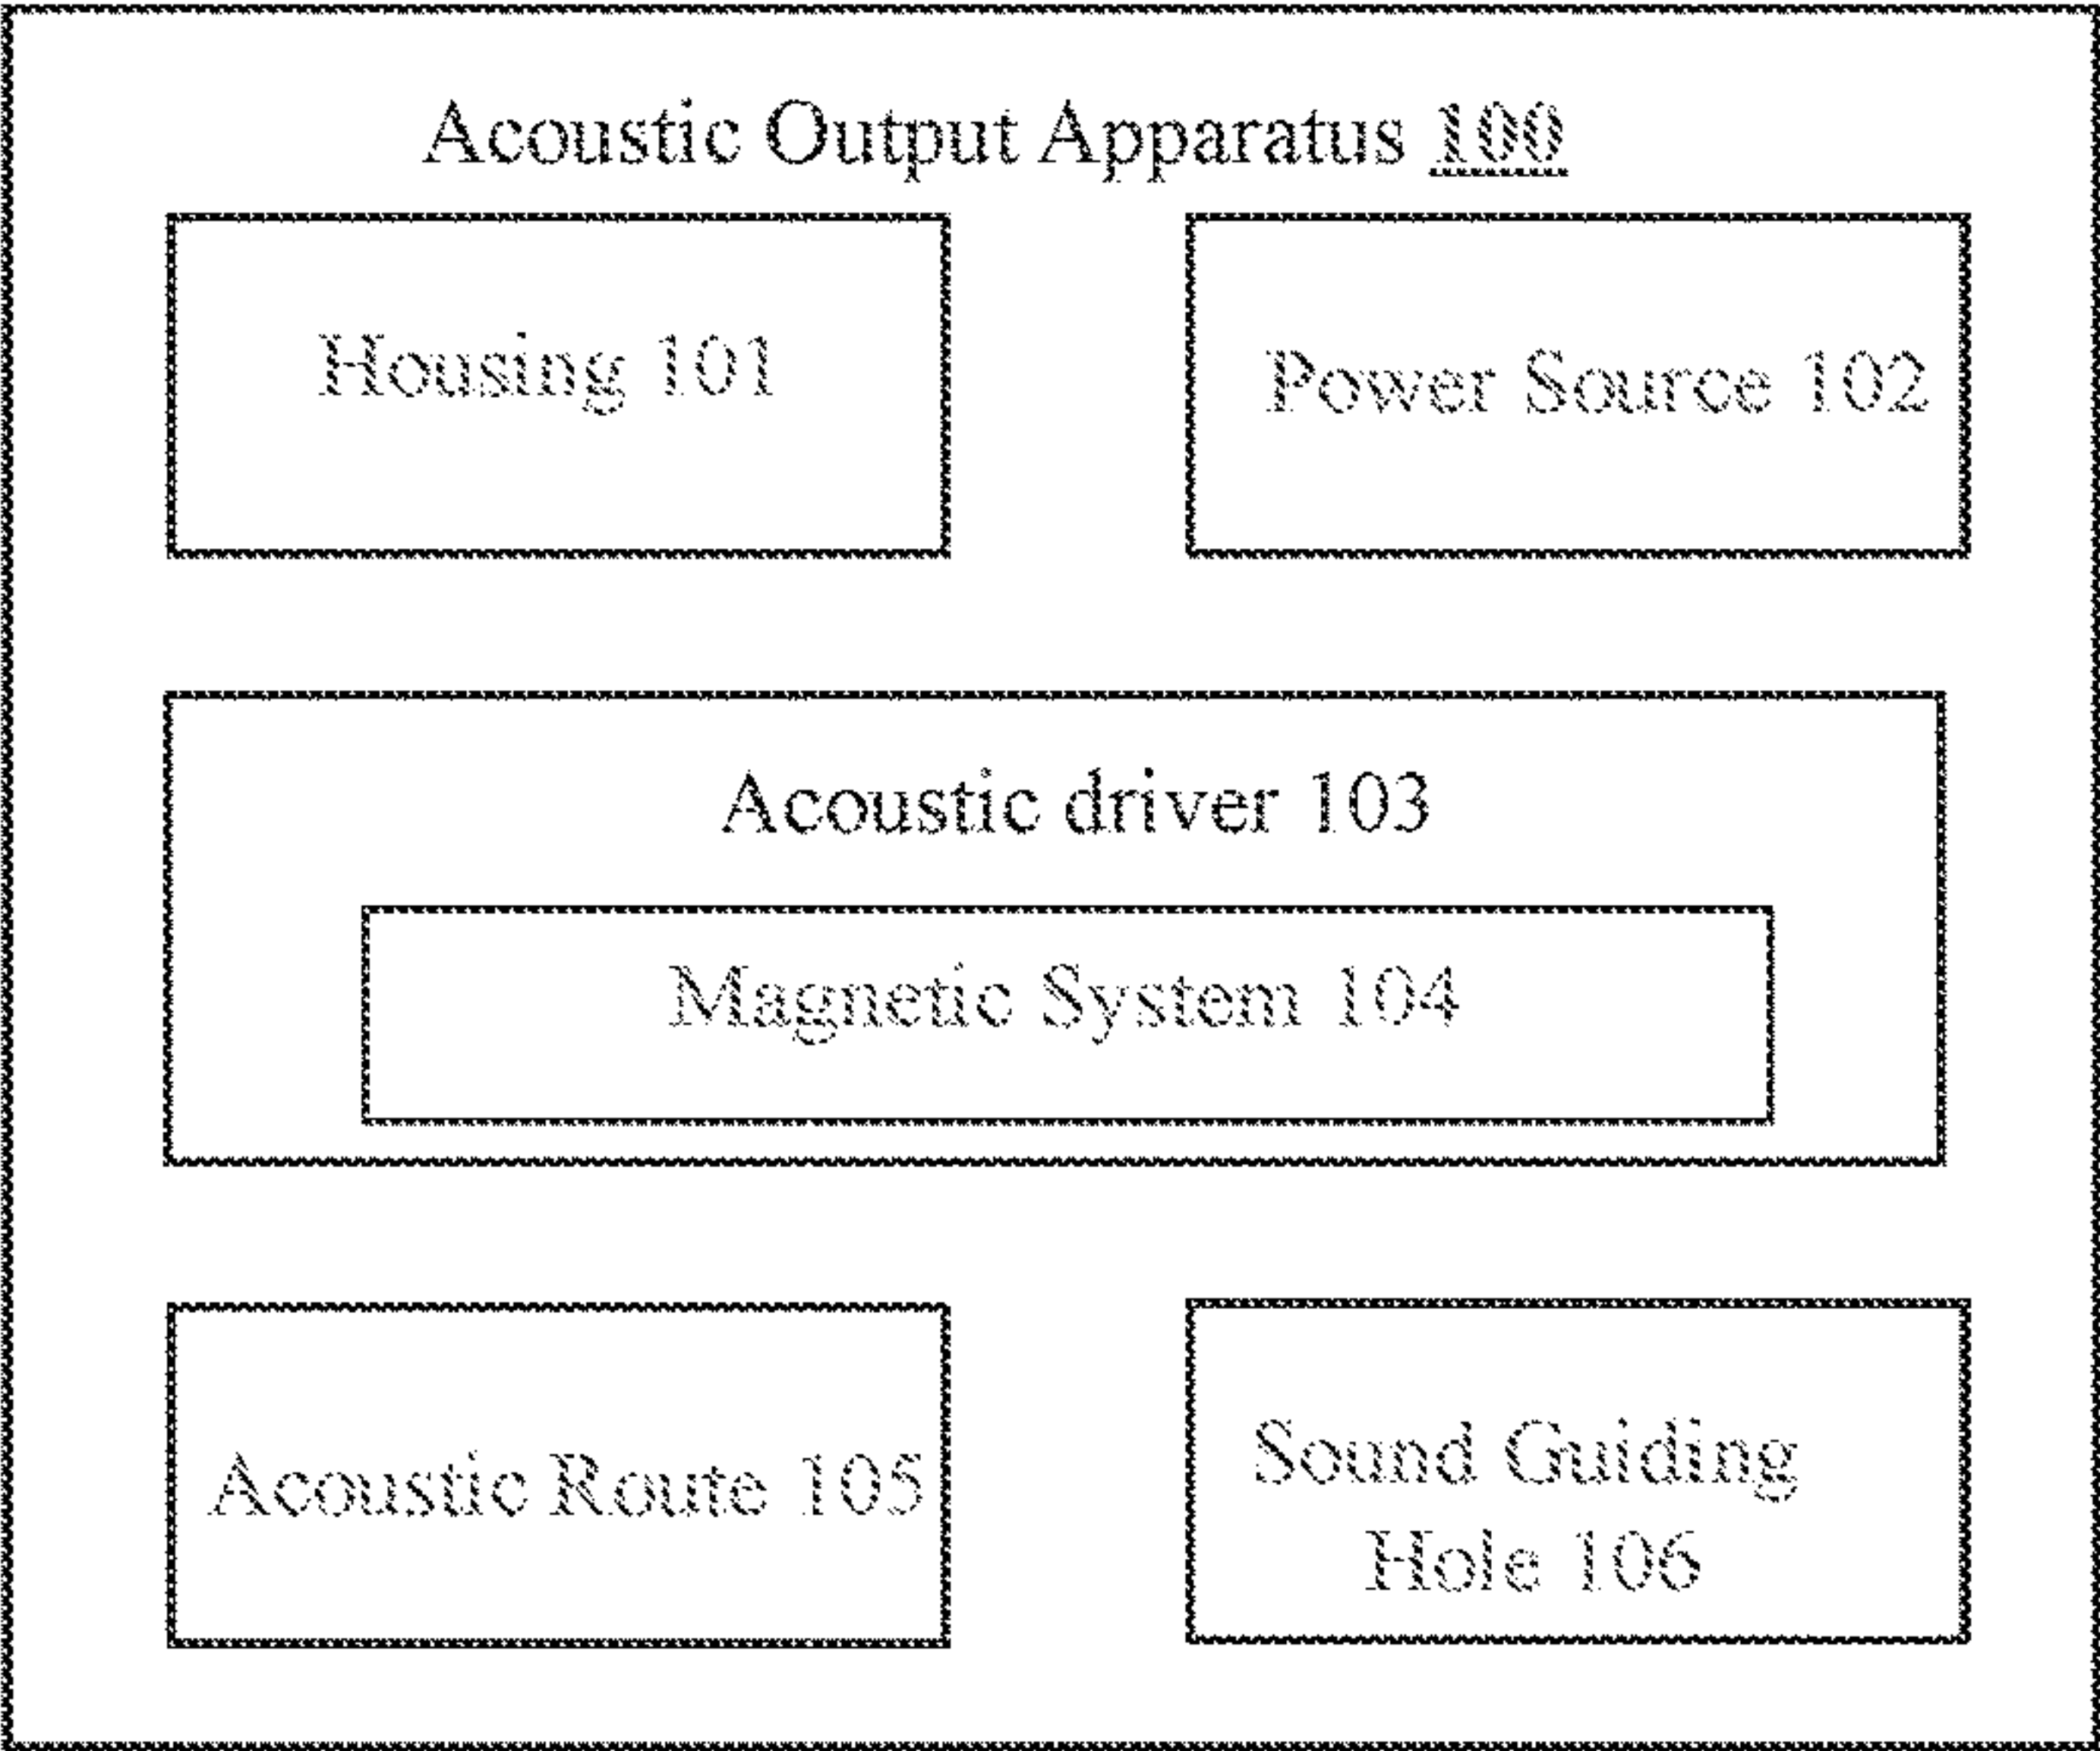 Acoustic Output Apparatus 100
Housing 101
Power Source 102
Acoustic driver 103
Magnetic System 104
Acoustic Route 105
Sound Guiding
Hole 106